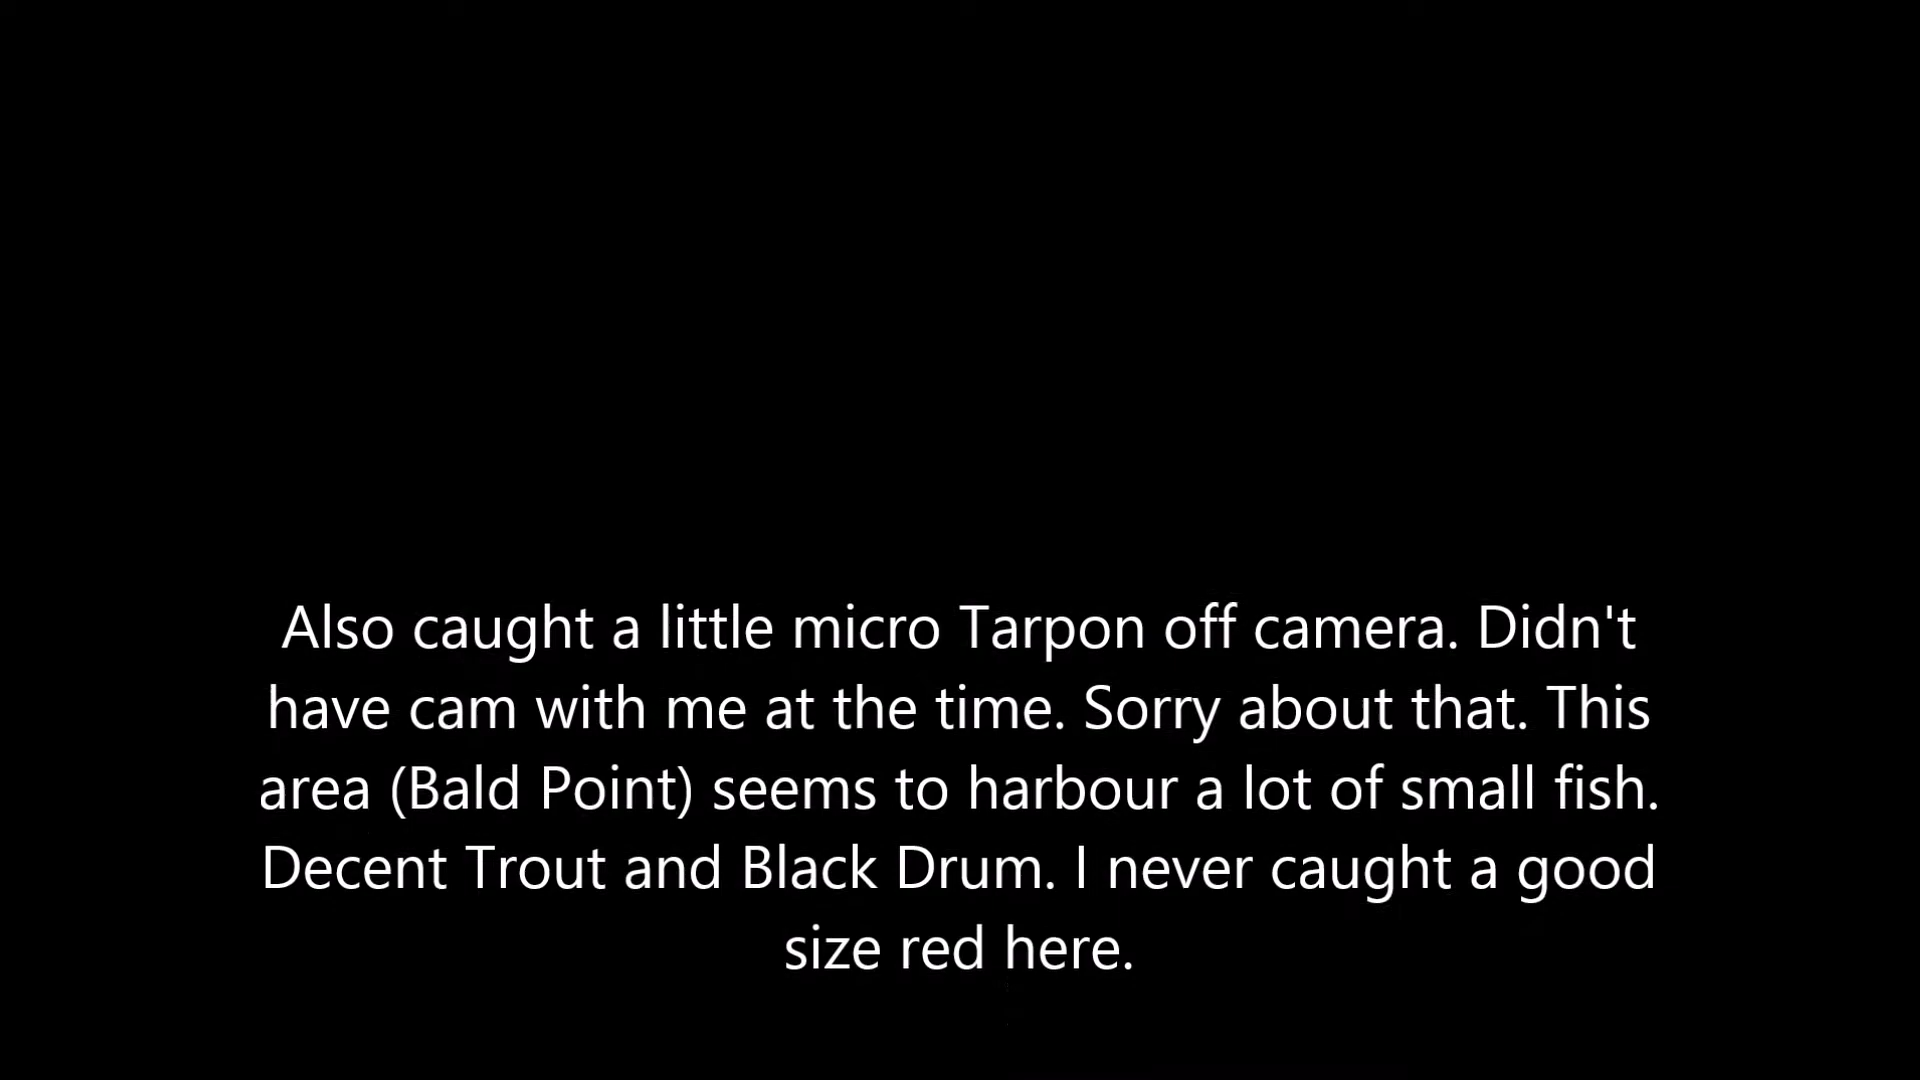 Also caught a little micro Tarpon off camera. Didn't
have cam with me at the time. Sorry about that. This
area (Bald Point) seems to harbour a lot of small fish.
Decent Trout and Black Drum. I never caught a good
size red here.